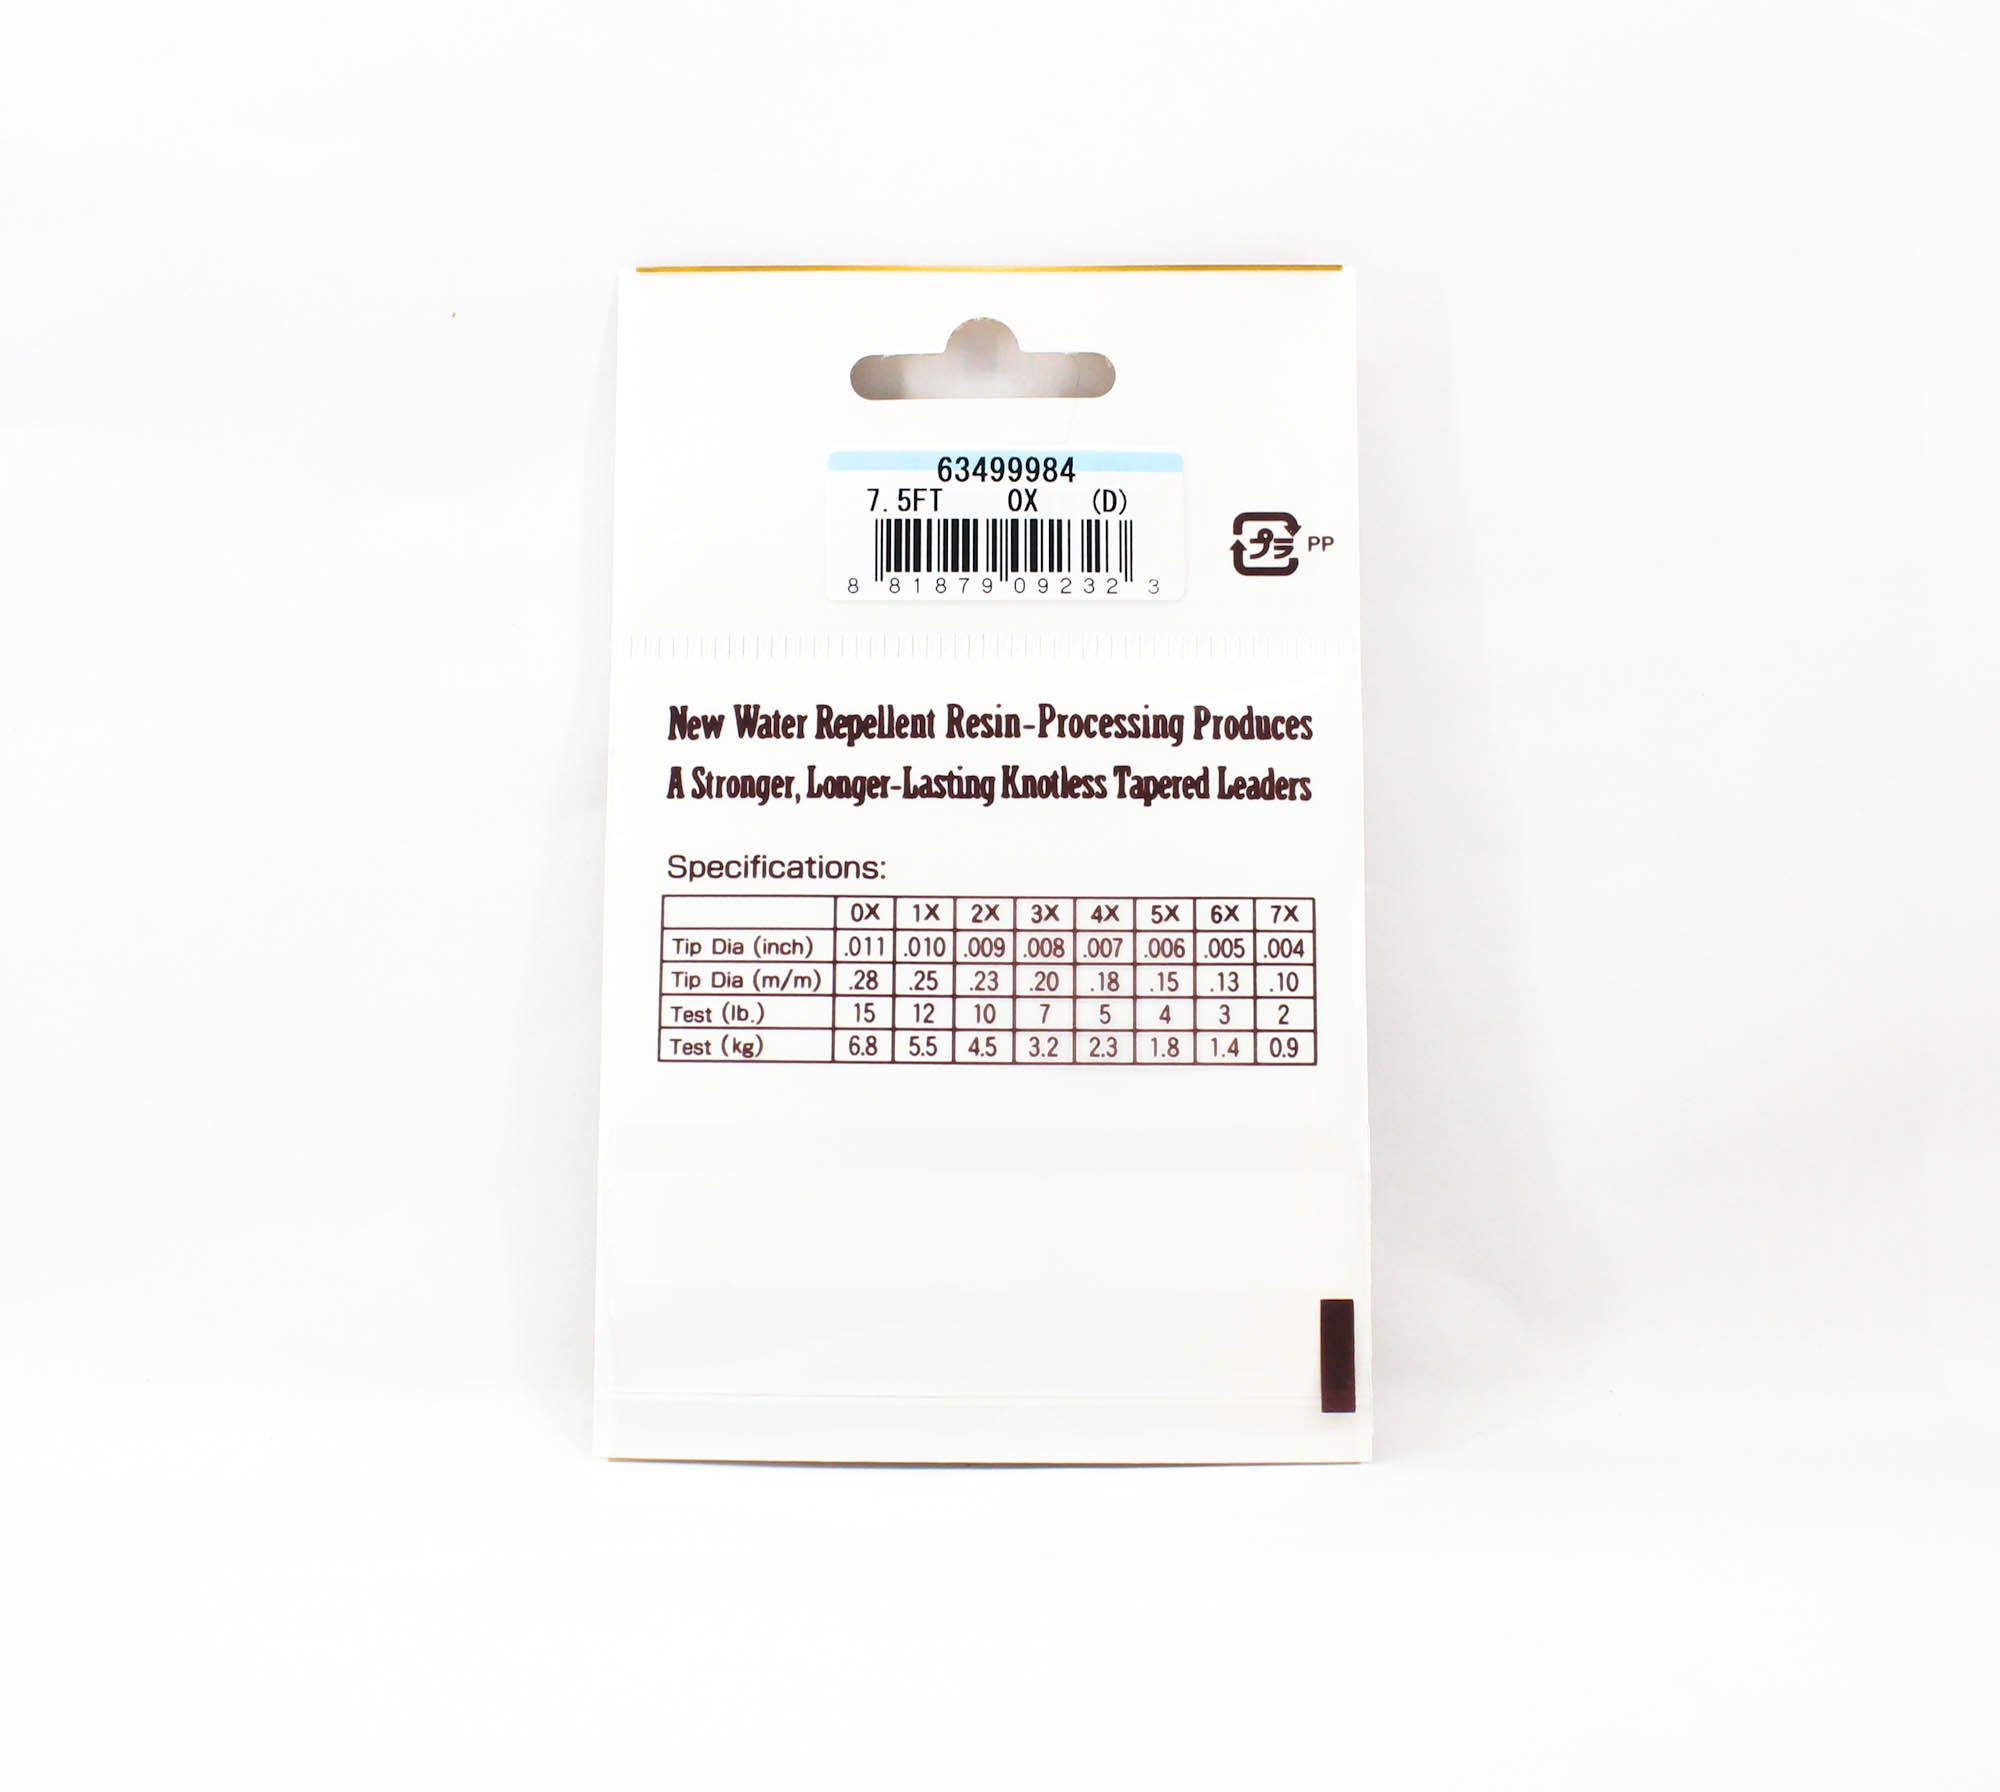 63499984
7.5FT 0X (D)
8 81879 09232 3
プラ PP
New Water Repellent Resin-Processing Produces
A Stronger, Longer-Lasting Knotless Tapered Leaders
Specifications:
0X 1X 2X 3X 4X 5X 6X 7X
Tip Dia (inch) .011 .010 .009 .008 .007 .006 .005 .004
Tip Dia (m/m) .28 .25 .23 .20 .18 .15 .13 .10
Test (lb.) 15 12 10 7 5 4 3 2
Test (kg) 6.8 5.5 4.5 3.2 2.3 1.8 1.4 0.9